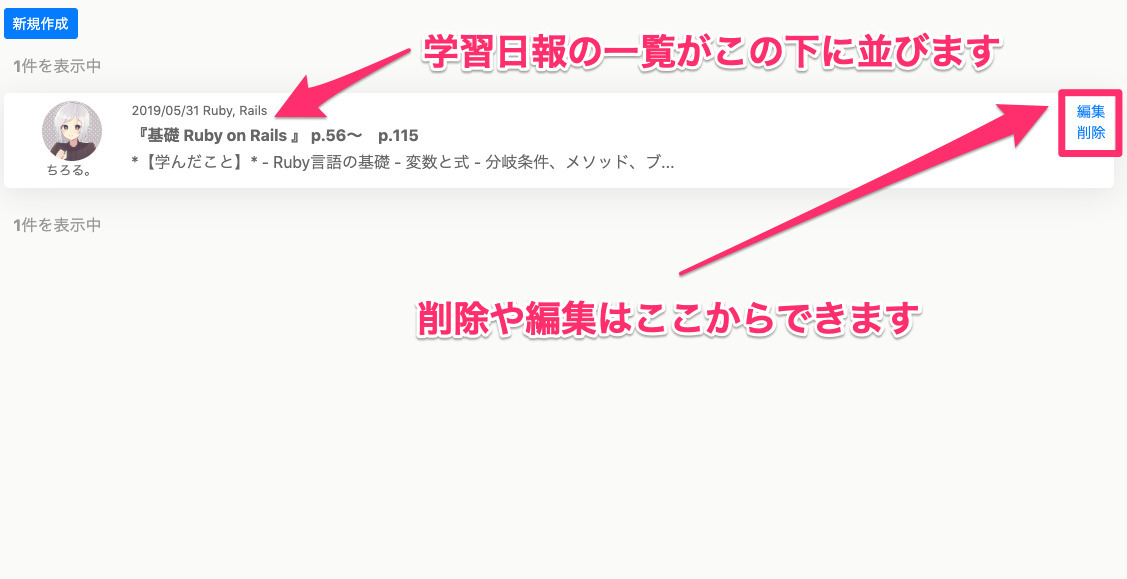 新規作成
学習日報の一覧がこの下に並びます
1件を表示中
2019/05/31 Ruby, Rails
『基礎 Ruby on Rails 』 p.56〜　p.115
*【学んだこと】* - Ruby言語の基礎 - 変数と式 - 分岐条件、メソッド、ブ...
ちろる。
編集
削除
1件を表示中
削除や編集はここからできます